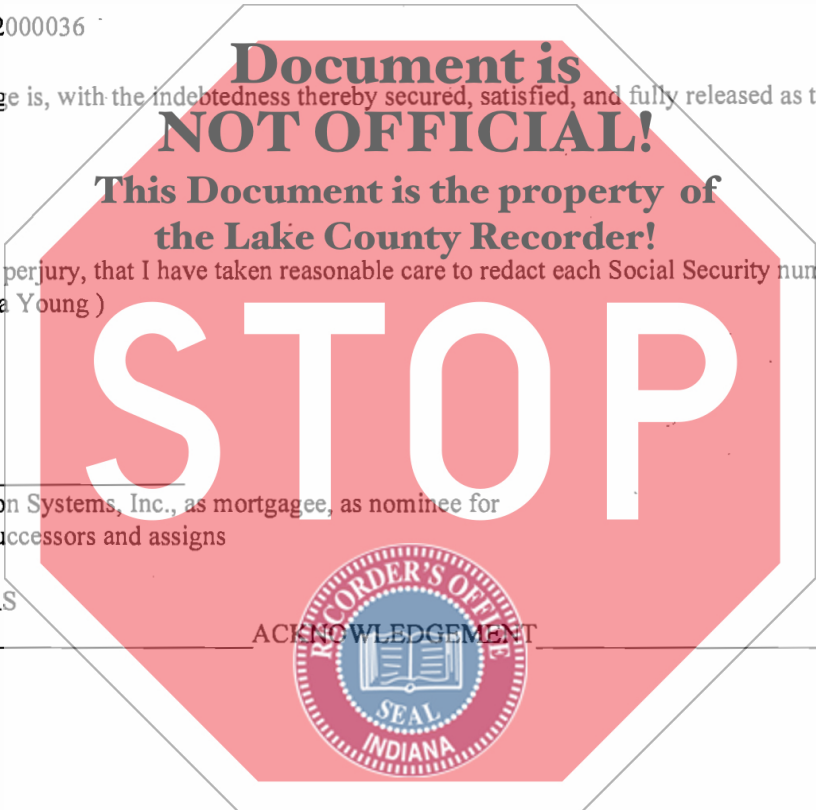 2000036
Document is
ge is, with the indebtedness thereby secured, satisfied, and fully released as t
NOT OFFICIAL!
This Document is the property of
the Lake County Recorder!
perjury, that I have taken reasonable care to redact each Social Security num
a Young )
STOP
on Systems, Inc., as mortgagee, as nominee for
uccessors and assigns
S
ACKNOWLEDGEMENT
RECORDER'S OFFICE
SEAL
INDIANA